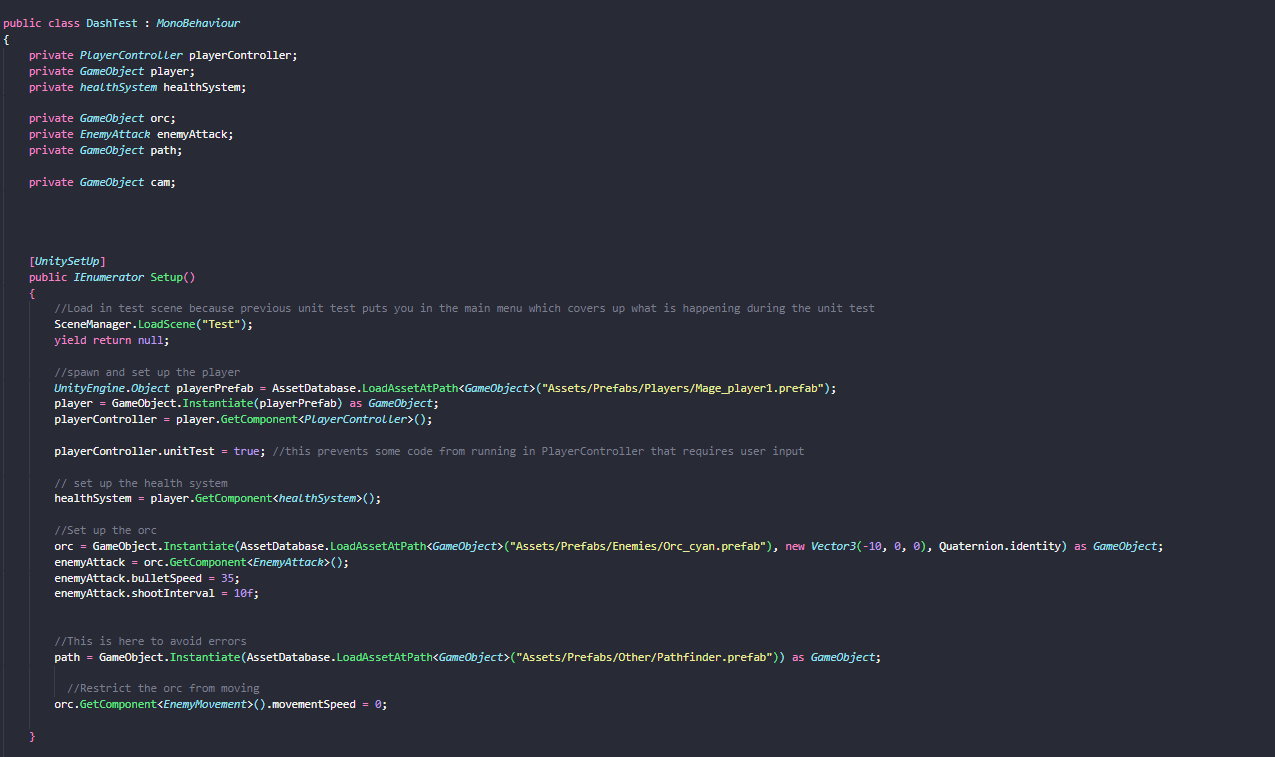 public class DashTest : MonoBehaviour
{
    private PlayerController playerController;
    private GameObject player;
    private healthSystem healthSystem;

    private GameObject orc;
    private EnemyAttack enemyAttack;
    private GameObject path;

    private GameObject cam;

    [UnitySetUp]
    public IEnumerator Setup()
    {
        //Load in test scene because previous unit test puts you in the main menu which covers up what is happening during the unit test
        SceneManager.LoadScene("Test");
        yield return null;

        //spawn and set up the player
        UnityEngine.Object playerPrefab = AssetDatabase.LoadAssetAtPath<GameObject>("Assets/Prefabs/Players/Mage_player1.prefab");
        player = GameObject.Instantiate(playerPrefab) as GameObject;
        playerController = player.GetComponent<PlayerController>();

        playerController.unitTest = true; //this prevents some code from running in PlayerController that requires user input

        // set up the health system
        healthSystem = player.GetComponent<healthSystem>();

        //Set up the orc
        orc = GameObject.Instantiate(AssetDatabase.LoadAssetAtPath<GameObject>("Assets/Prefabs/Enemies/Orc_cyan.prefab"), new Vector3(-10, 0, 0), Quaternion.identity) as GameObject;
        enemyAttack = orc.GetComponent<EnemyAttack>();
        enemyAttack.bulletSpeed = 35;
        enemyAttack.shootInterval = 10f;

        //This is here to avoid errors
        path = GameObject.Instantiate(AssetDatabase.LoadAssetAtPath<GameObject>("Assets/Prefabs/Other/Pathfinder.prefab")) as GameObject;

          //Restrict the orc from moving
        orc.GetComponent<EnemyMovement>().movementSpeed = 0;

    }